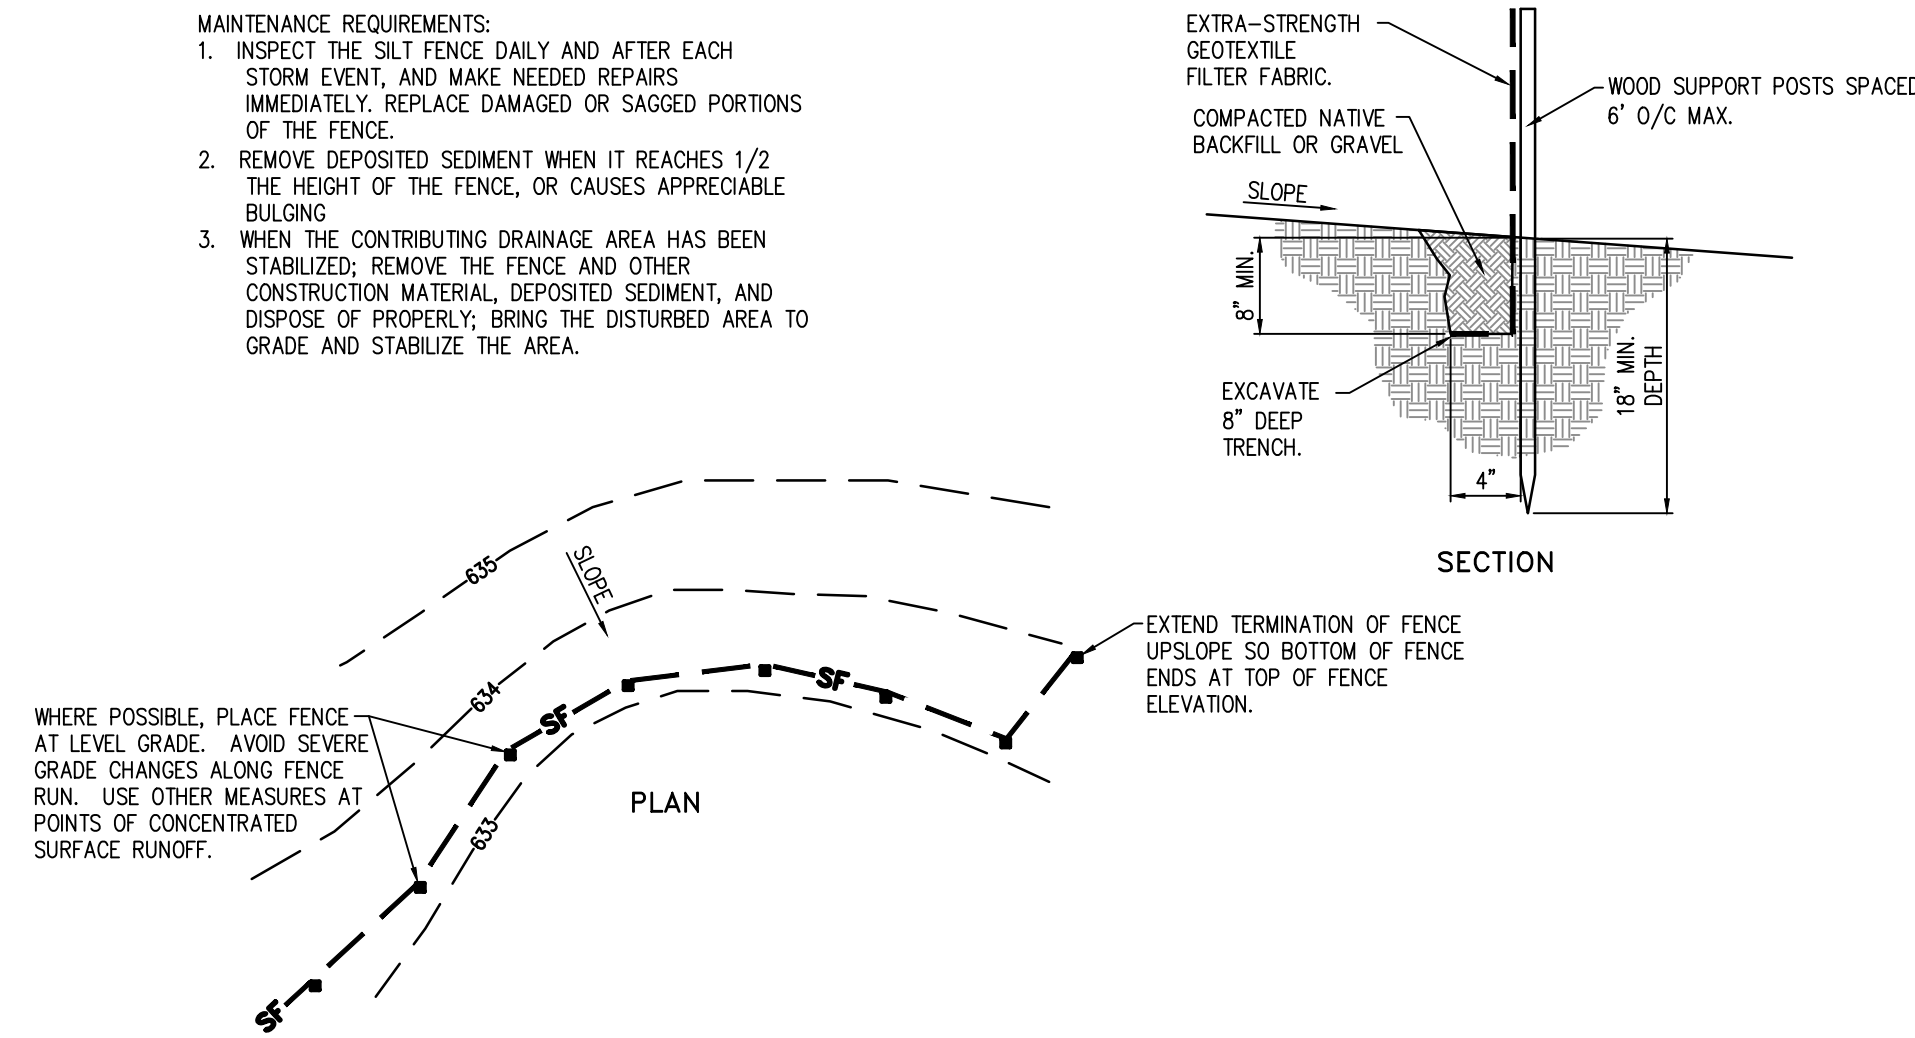 MAINTENANCE REQUIREMENTS:
1. INSPECT THE SILT FENCE DAILY AND AFTER EACH
STORM EVENT, AND MAKE NEEDED REPAIRS
IMMEDIATELY. REPLACE DAMAGED OR SAGGED PORTIONS
OF THE FENCE.
2. REMOVE DEPOSITED SEDIMENT WHEN IT REACHES 1/2
THE HEIGHT OF THE FENCE, OR CAUSES APPRECIABLE
BULGING
3. WHEN THE CONTRIBUTING DRAINAGE AREA HAS BEEN
STABILIZED; REMOVE THE FENCE AND OTHER
CONSTRUCTION MATERIAL, DEPOSITED SEDIMENT, AND
DISPOSE OF PROPERLY; BRING THE DISTURBED AREA TO
GRADE AND STABILIZE THE AREA.
EXTRA-STRENGTH
GEOTEXTILE
FILTER FABRIC.
WOOD SUPPORT POSTS SPACED
6' O/C MAX.
COMPACTED NATIVE
BACKFILL OR GRAVEL
SLOPE
8" MIN.
18" MIN.
DEPTH
EXCAVATE
8" DEEP
TRENCH.
4"
SECTION
635
SLOPE
634
633
SF
SF
SF
EXTEND TERMINATION OF FENCE
UPSLOPE SO BOTTOM OF FENCE
ENDS AT TOP OF FENCE
ELEVATION.
WHERE POSSIBLE, PLACE FENCE
AT LEVEL GRADE. AVOID SEVERE
GRADE CHANGES ALONG FENCE
RUN. USE OTHER MEASURES AT
POINTS OF CONCENTRATED
SURFACE RUNOFF.
PLAN